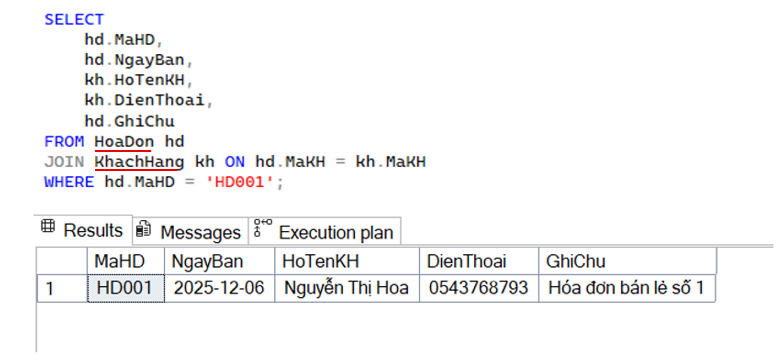 SELECT
hd.MaHD,
hd.NgayBan,
kh.HoTenKH,
kh.DienThoai,
hd.GhiChu
FROM HoaDon hd
JOIN KhachHang kh ON hd.MaKH = kh.MaKH
WHERE hd.MaHD = 'HD001';
Results Messages Execution plan
MaHD NgayBan HoTenKH DienThoai GhiChu
1 HD001 2025-12-06 Nguyễn Thị Hoa 0543768793 Hóa đơn bán lẻ số 1